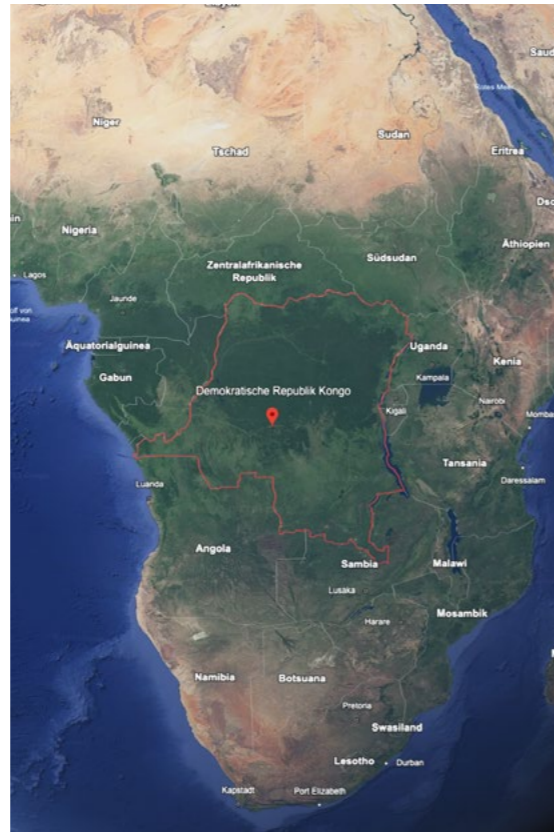 Niger
Tschad
Sudan
Rotes Meer
Eritrea
Nigeria
Lagos
Zentralafrikanische
Republik
Südsudan
Äthiopien
Jaunde
Äquatorialguinea
Gabun
Uganda
Kampala
Kenia
Nairobi
Demokratische Republik Kongo
Kigali
Tansania
Daressalam
Luanda
Angola
Sambia
Malawi
Lusaka
Mosambik
Harare
Namibia
Botsuana
Pretoria
Swasiland
Lesotho
Durban
Kapstadt
Port Elizabeth